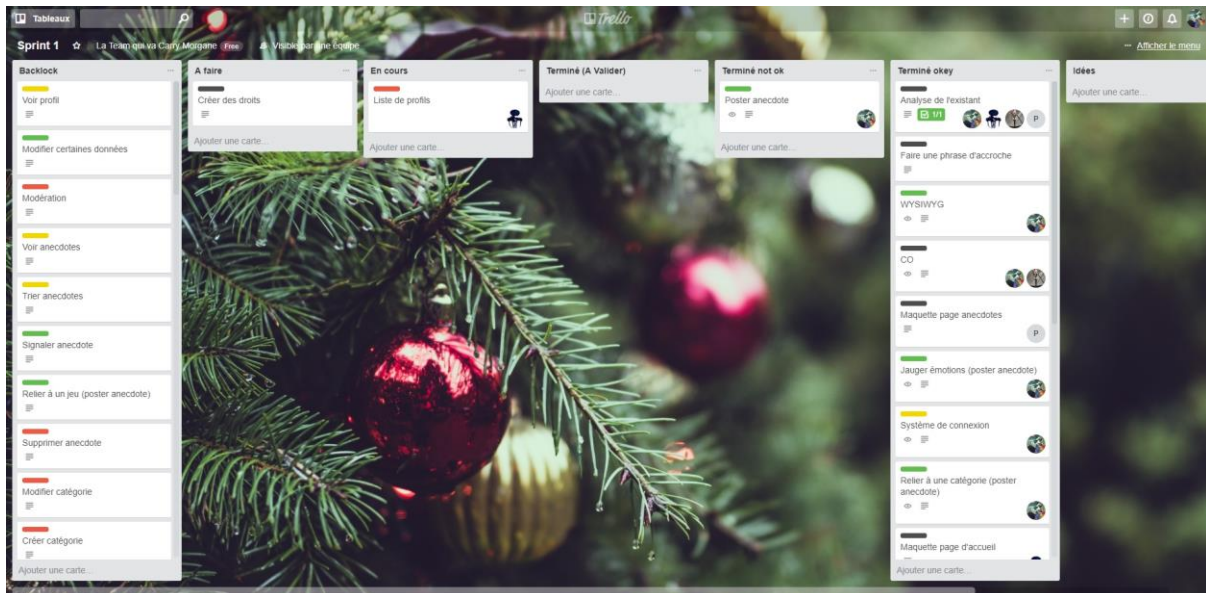 Tableaux
Trello
Sprint 1
La Team qui va Carry Morgane
Free
Visible par une équipe
Afficher le menu
Backlock
Voir profil
Modifier certaines données
Modération
Voir anecdotes
Trier anecdotes
Signaler anecdote
Relier à un jeu (poster anecdote)
Supprimer anecdote
Modifier catégorie
Créer catégorie
Ajouter une carte...
A faire
Créer des droits
Ajouter une carte...
En cours
Liste de profils
Ajouter une carte...
Terminé (A Valider)
Ajouter une carte...
Terminé not ok
Poster anecdote
Ajouter une carte...
Terminé okey
Analyse de l'existant
1/1
P
Faire une phrase d'accroche
WYSIWYG
CO
Maquette page anecdotes
P
Jauger émotions (poster anecdote)
Système de connexion
Relier à une catégorie (poster
anecdote)
Maquette page d'accueil
Ajouter une carte...
Idées
Ajouter une carte...